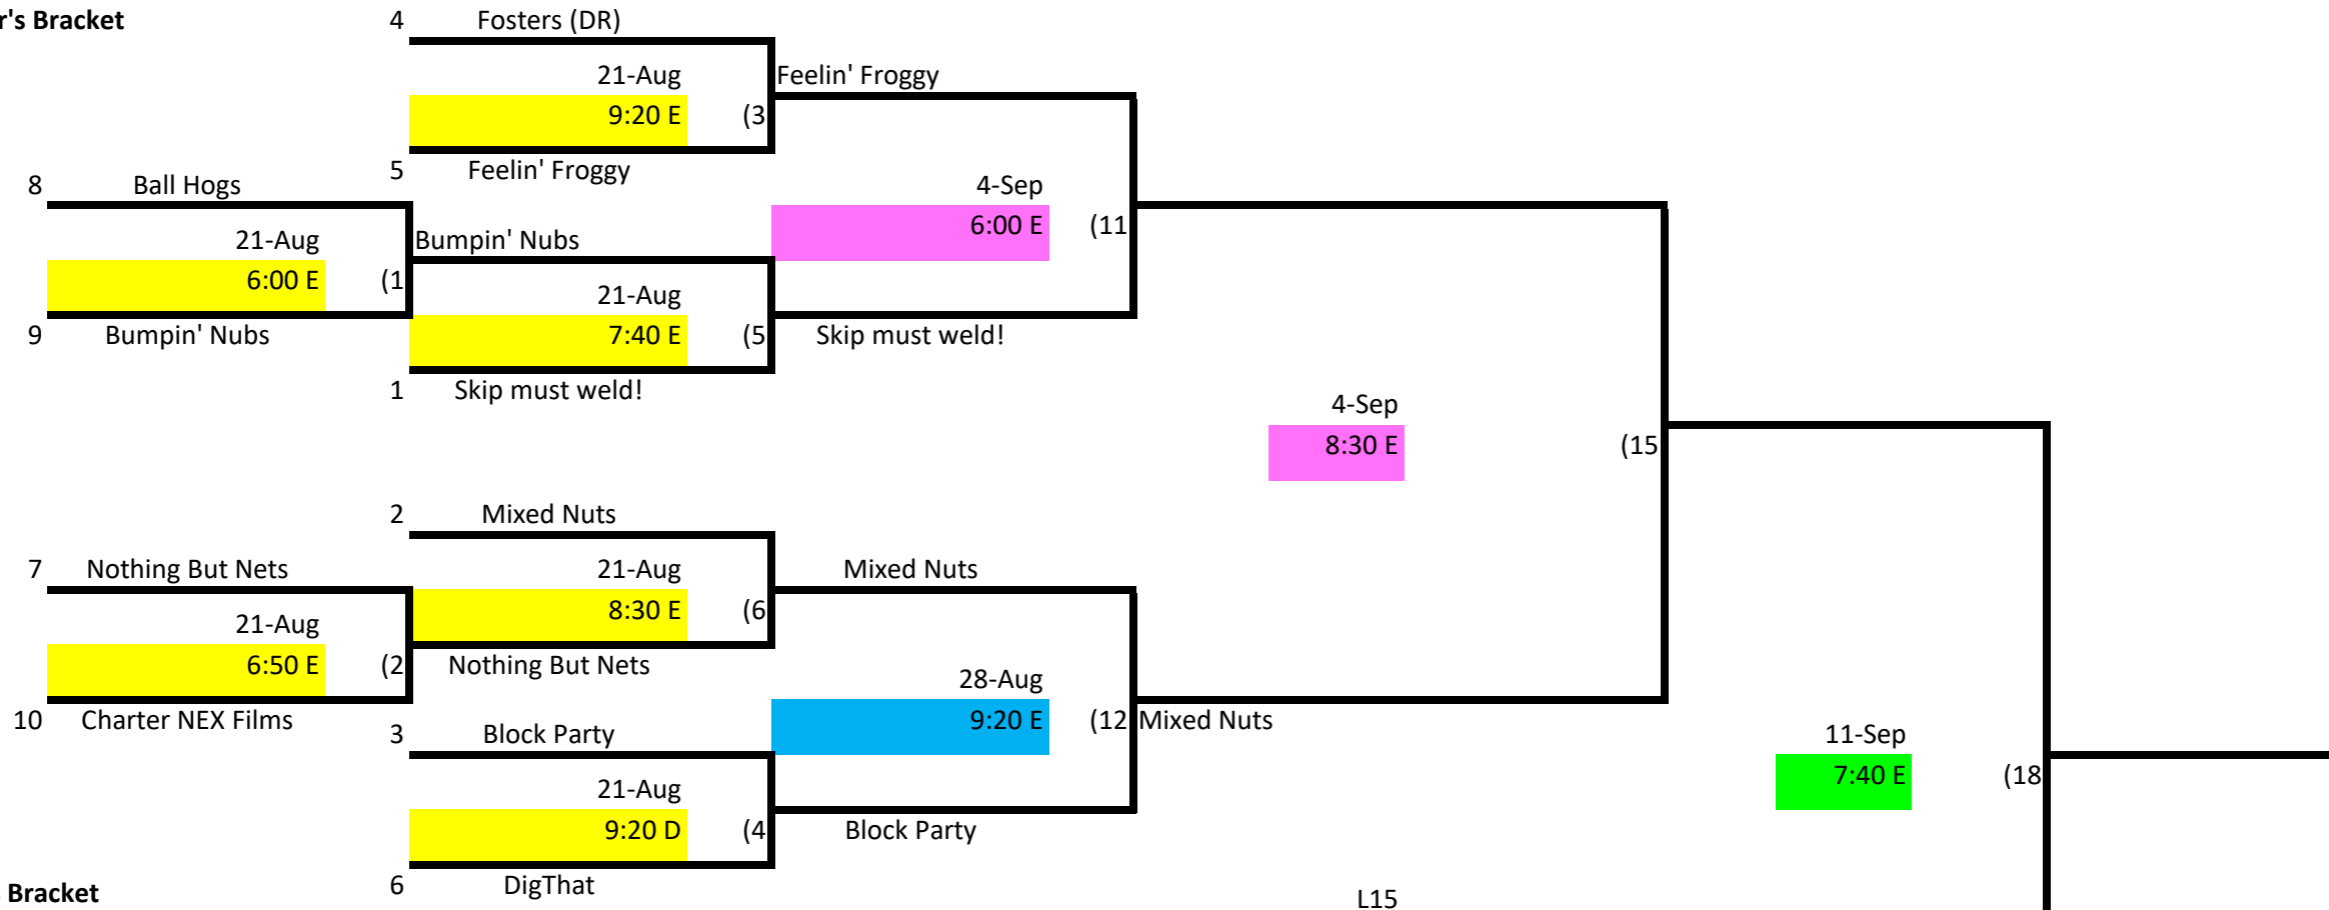 r's Bracket
4 Fosters (DR)
21-Aug
Feelin' Froggy
9:20 E (3
5 Feelin' Froggy
8 Ball Hogs
4-Sep
6:00 E (11
21-Aug
Bumpin' Nubs
6:00 E (1
21-Aug
9 Bumpin' Nubs
7:40 E (5
Skip must weld!
1 Skip must weld!
4-Sep
8:30 E (15
2 Mixed Nuts
7 Nothing But Nets
21-Aug
Mixed Nuts
8:30 E (6
21-Aug
6:50 E (2
Nothing But Nets
28-Aug
10 Charter NEX Films
9:20 E (12 Mixed Nuts
3 Block Party
11-Sep
7:40 E (18
21-Aug
9:20 D (4
Block Party
6 DigThat
Bracket
L15